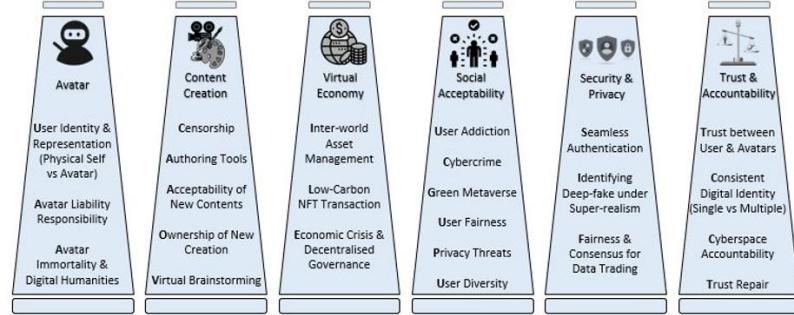 Avatar
User Identity &
Representation
(Physical Self
vs Avatar)
Avatar Liability
Responsibility
Avatar
Immortality &
Digital Humanities
Content
Creation
Censorship
Authoring Tools
Acceptability of
New Contents
Ownership of New
Creation
Virtual Brainstorming
Virtual
Economy
Inter-world
Asset
Management
Low-Carbon
NFT Transaction
Economic Crisis &
Decentralised
Governance
Social
Acceptability
User Addiction
Cybercrime
Green Metaverse
User Fairness
Privacy Threats
User Diversity
Security &
Privacy
Seamless
Authentication
Identifying
Deep-fake under
Super-realism
Fairness &
Consensus for
Data Trading
Trust &
Accountability
Trust between
User & Avatars
Consistent
Digital Identity
(Single vs Multiple)
Cyberspace
Accountability
Trust Repair